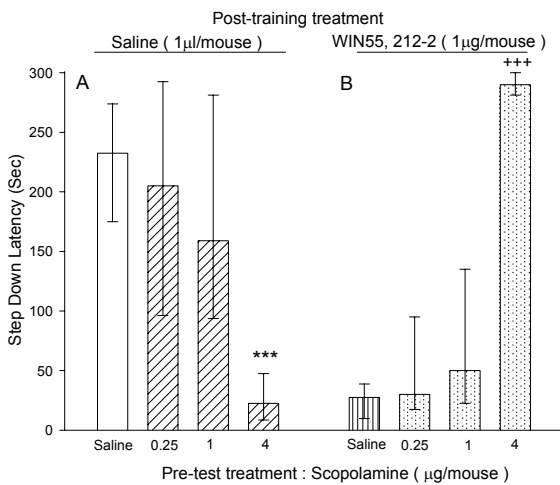 Post-training treatment
Saline ( 1µl/mouse )
WIN55, 212-2 ( 1µg/mouse )
A
B
+++
***
300
250
200
150
100
50
0
Step Down Latency (Sec)
Saline 0.25 1 4 Saline 0.25 1 4
Pre-test treatment : Scopolamine ( µg/mouse )